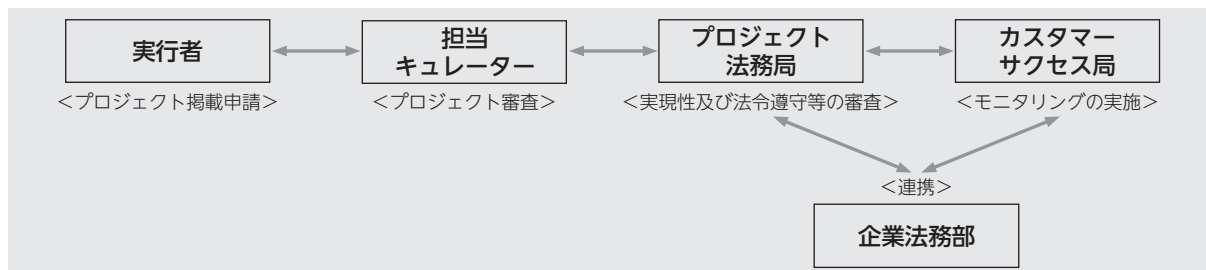 実行者
担当
キュレーター
プロジェクト
法務局
カスタマー
サクセス局
<プロジェクト掲載申請>
<プロジェクト審査>
<実現性及び法令遵守等の審査>
<モニタリングの実施>
<連携>
企業法務部